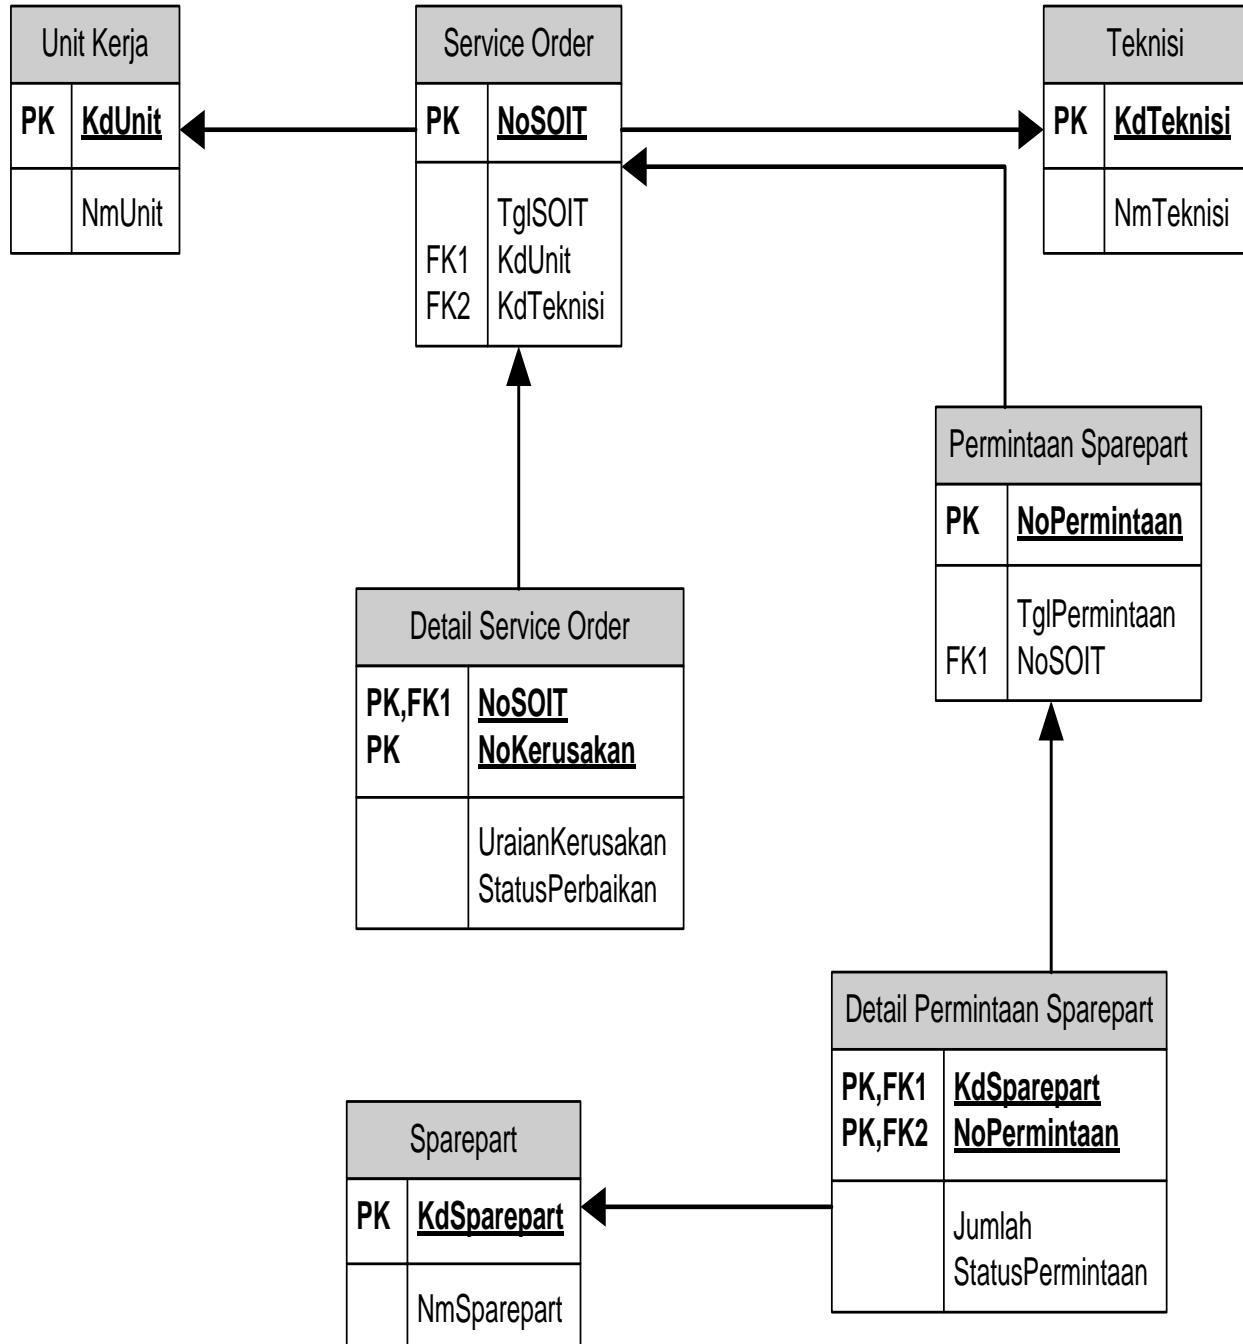 Unit Kerja
PK KdUnit
NmUnit
Service Order
PK NoSOIT
TglSOIT
FK1 KdUnit
FK2 KdTeknisi
Teknisi
PK KdTeknisi
NmTeknisi
Permintaan Sparepart
PK NoPermintaan
TglPermintaan
FK1 NoSOIT
Detail Service Order
PK,FK1 NoSOIT
PK NoKerusakan
UraianKerusakan
StatusPerbaikan
Detail Permintaan Sparepart
PK,FK1 KdSparepart
PK,FK2 NoPermintaan
Jumlah
StatusPermintaan
Sparepart
PK KdSparepart
NmSparepart